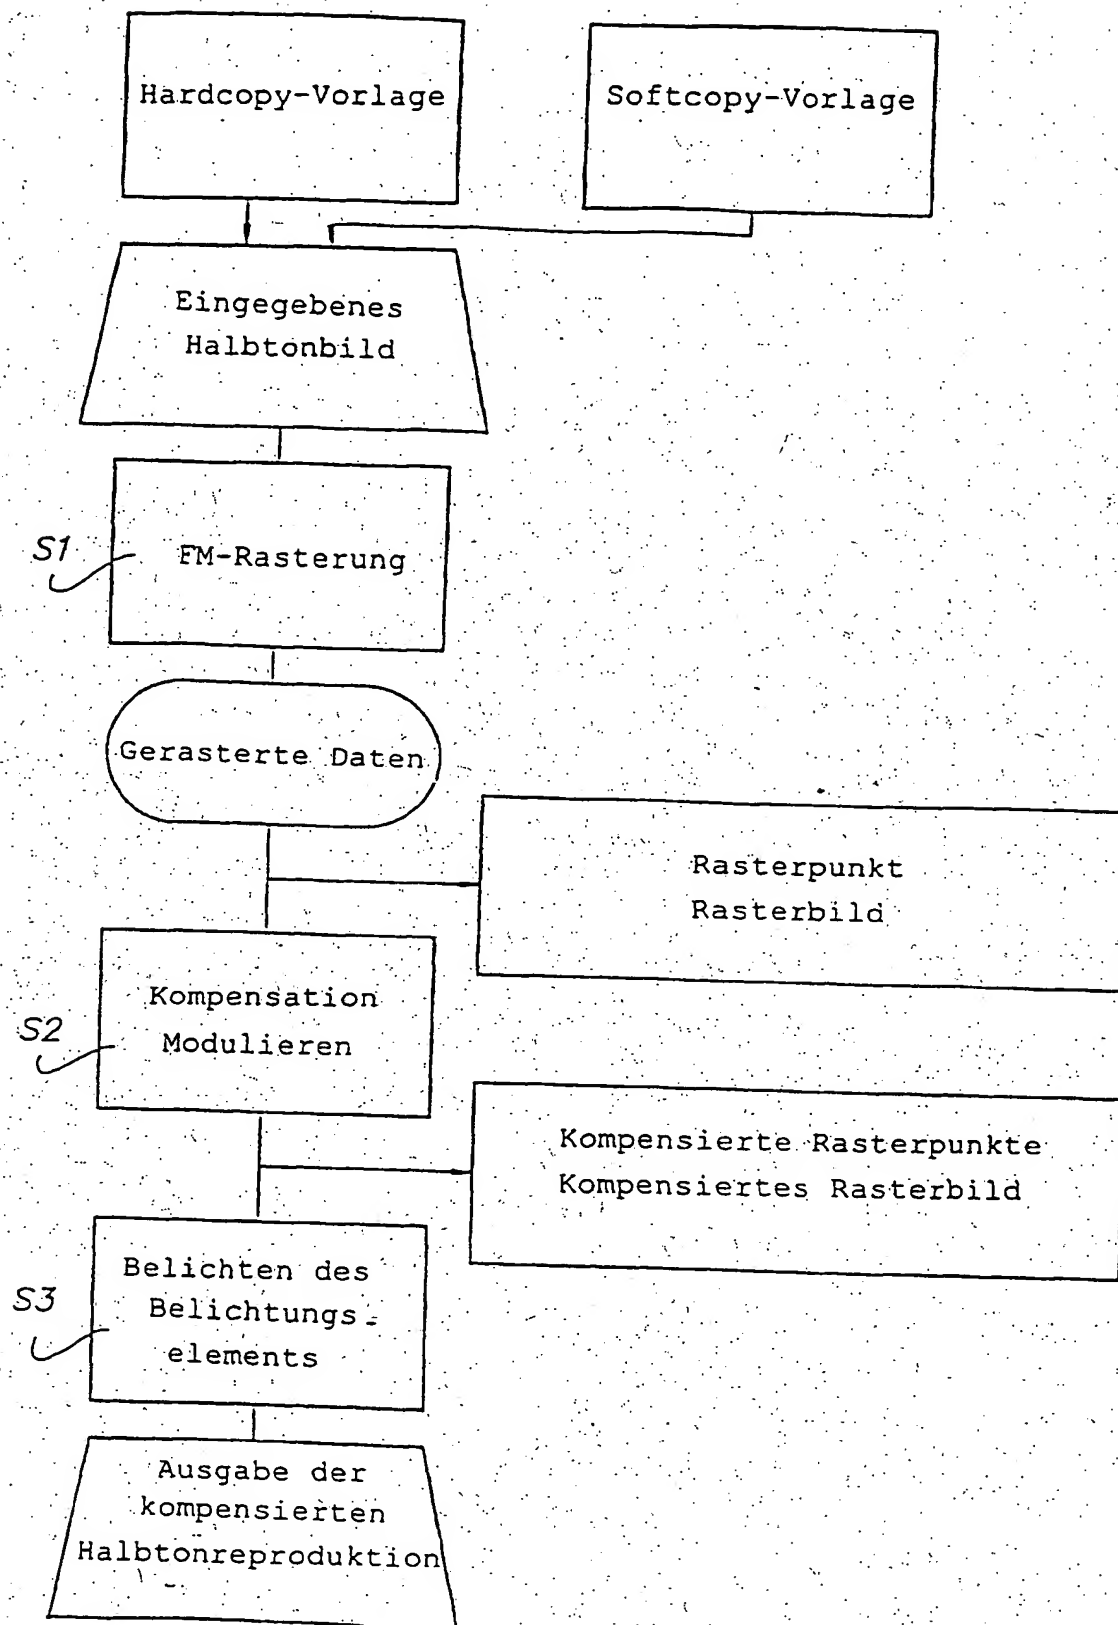 Hardcopy-Vorlage
Softcopy-Vorlage
Eingegebenes
Halbtonbild
S1
FM-Rasterung
Gerasterte Daten
Rasterpunkt
Rasterbild
S2
Kompensation
Modulieren
Kompensierte Rasterpunkte
Kompensiertes Rasterbild
S3
Belichten des
Belichtungs-
elements
Ausgabe der
kompensierten
Halbtonreproduktion